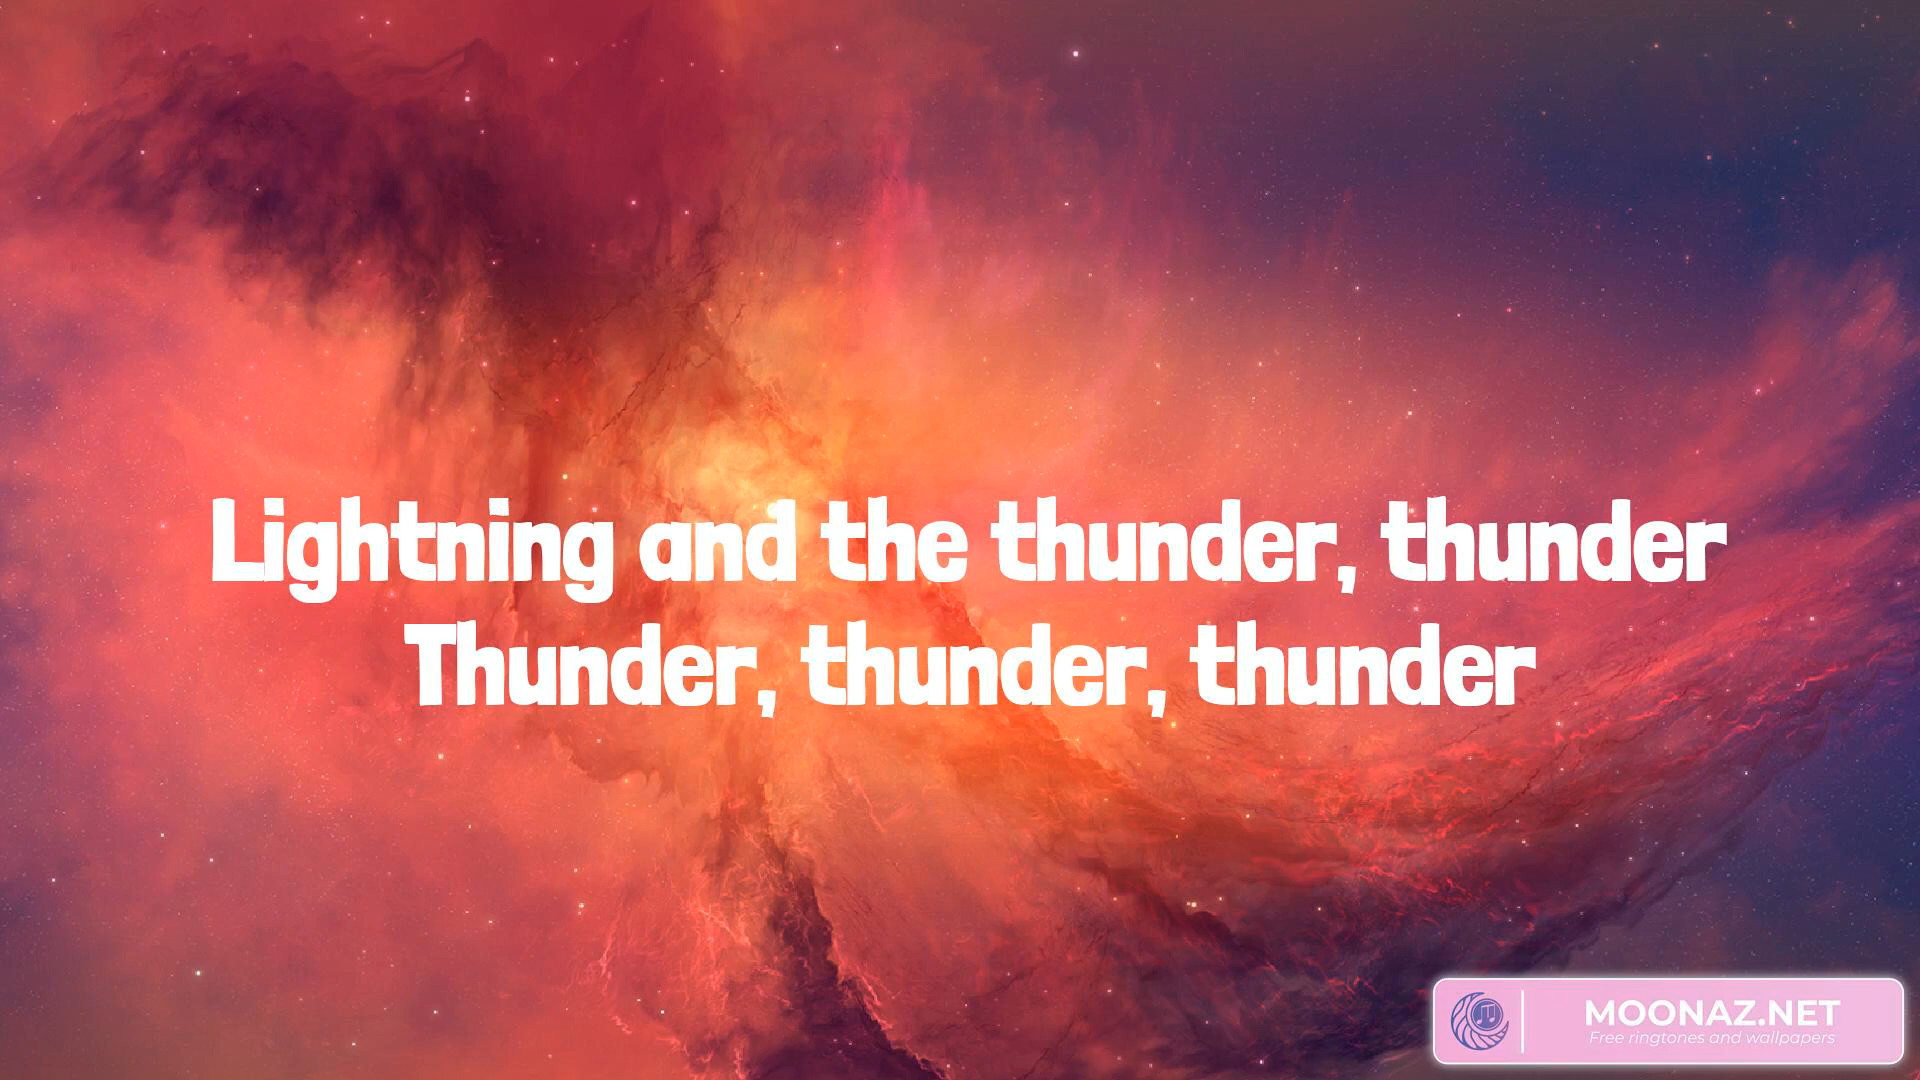 Lightning and the thunder, thunder
Thunder, thunder, thunder
MOONAZ.NET
Free ringtones and wallpapers